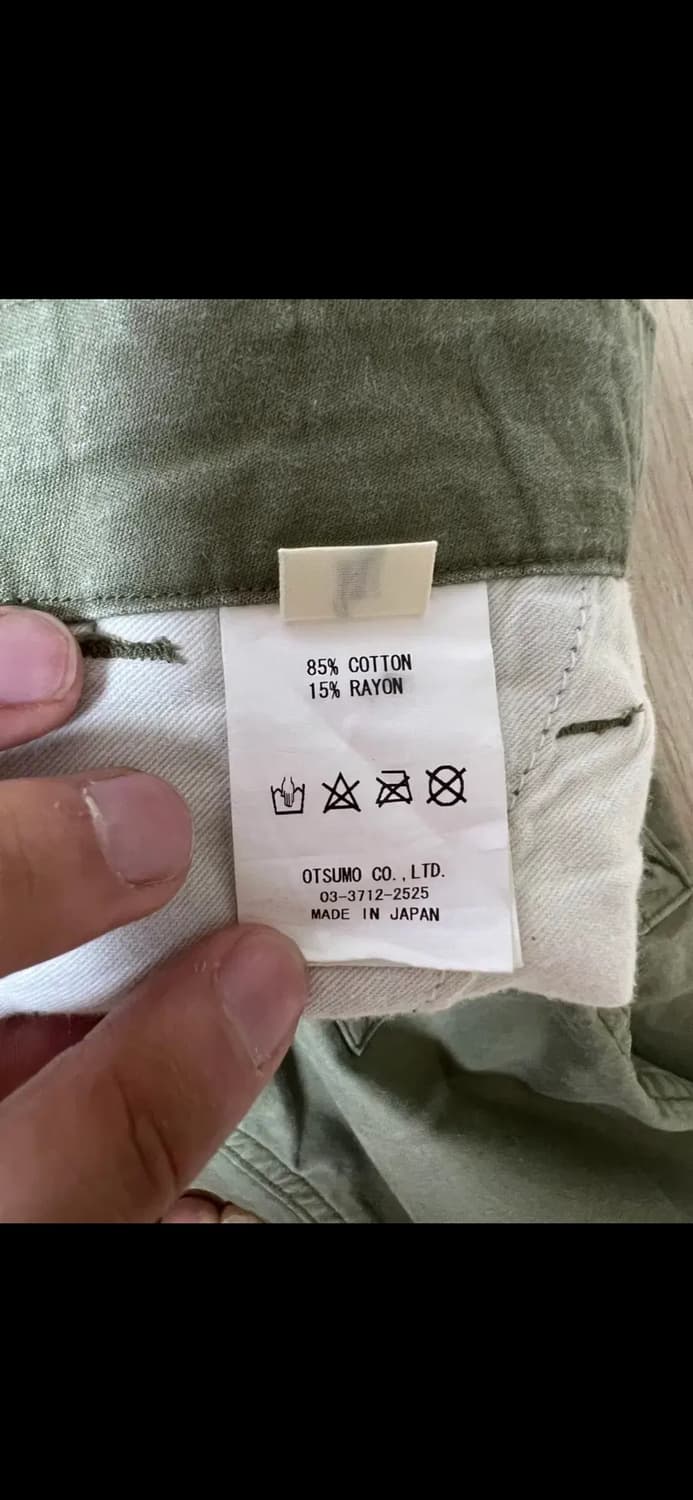 85% COTTON
15% RAYON
OTSUMO CO.,LTD.
03-3712-2525
MADE IN JAPAN